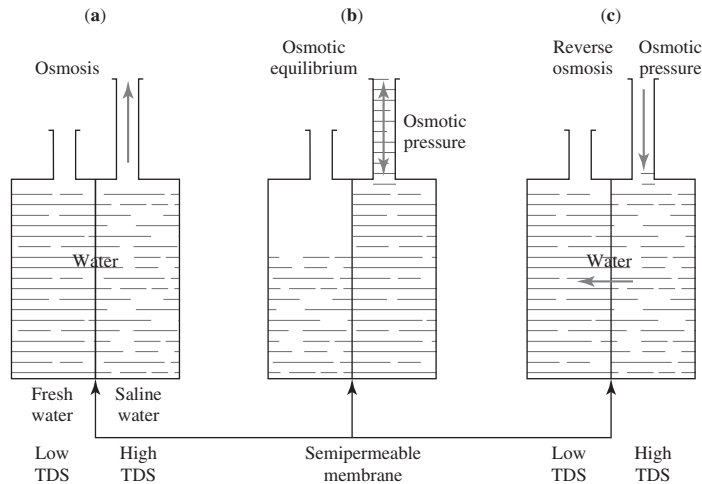 (a)
Osmosis
Water
Fresh
water
Saline
water
Low
TDS
High
TDS
(b)
Osmotic
equilibrium
Osmotic
pressure
Semipermeable
membrane
(c)
Reverse
osmosis
Osmotic
pressure
Water
Low
TDS
High
TDS